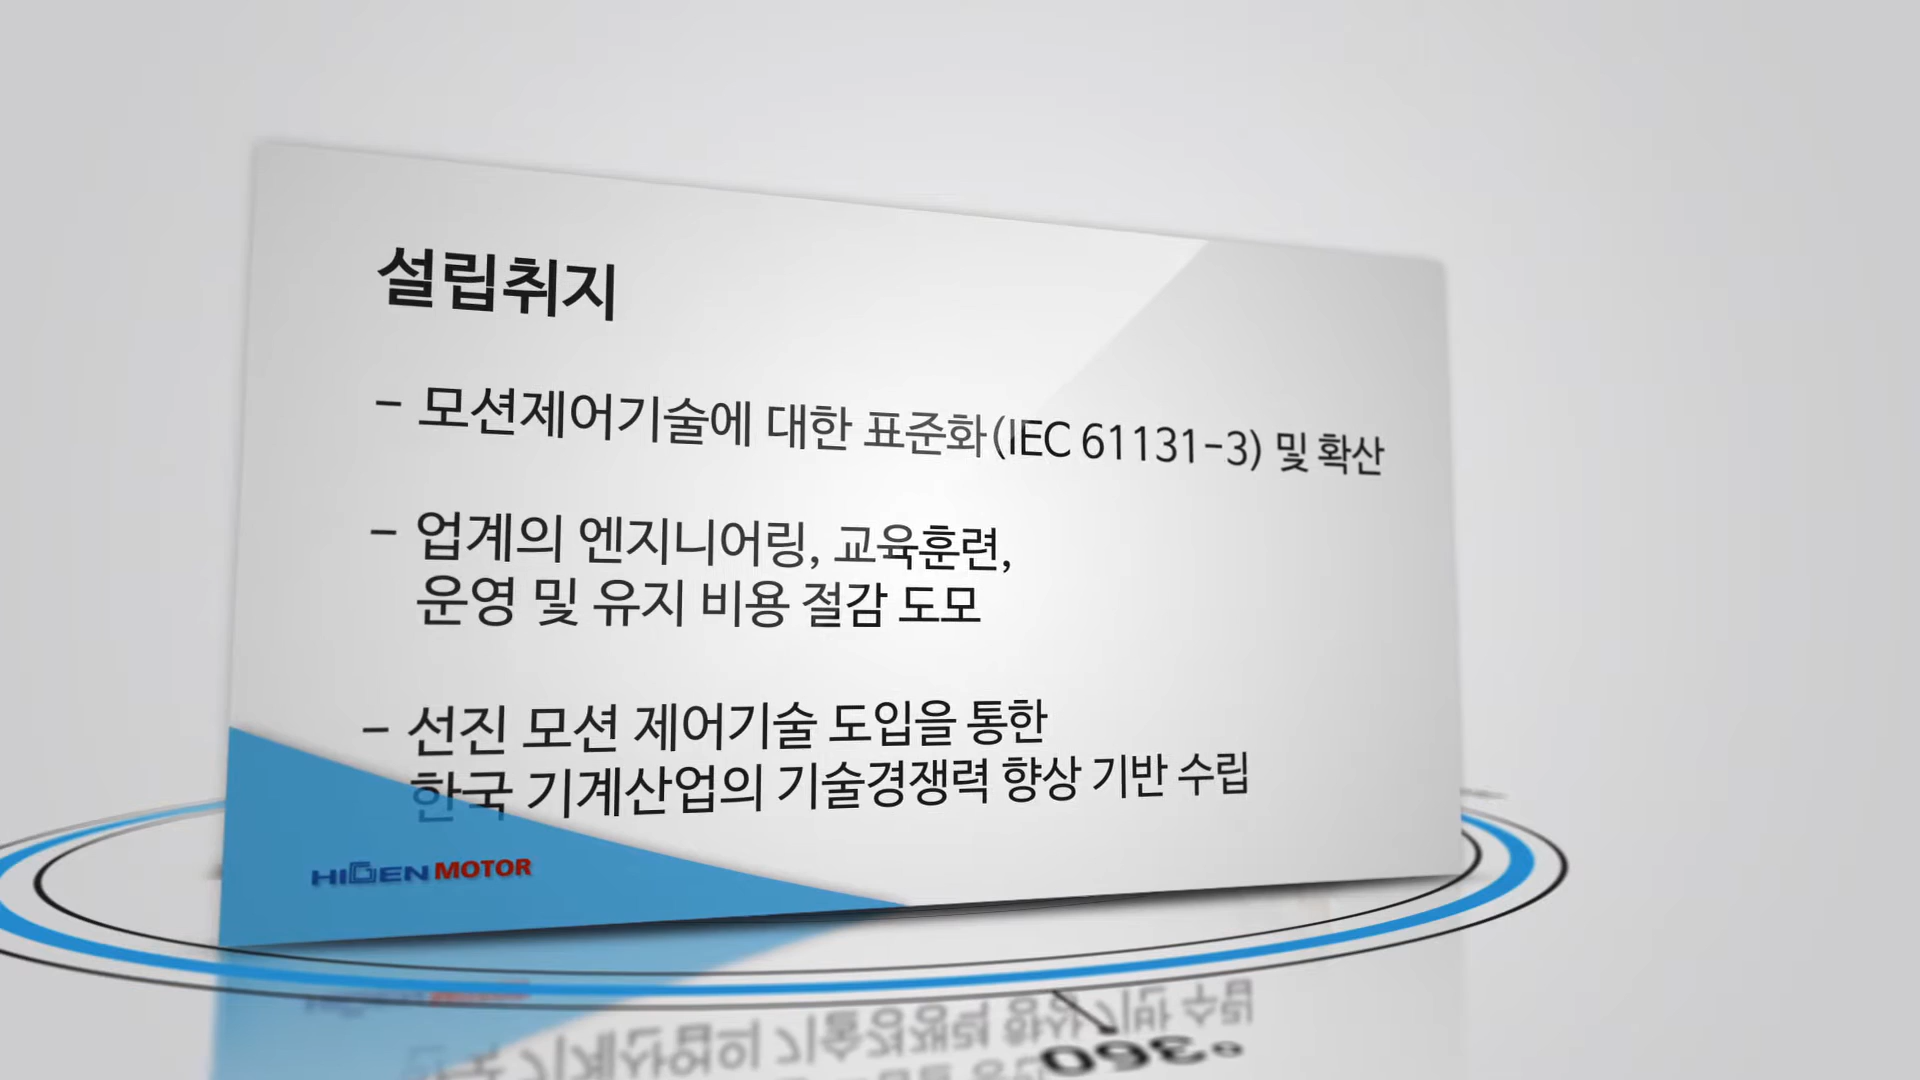 설립취지
- 모션제어기술에 대한 표준화(IEC 61131-3) 및 확산
- 업계의 엔지니어링, 교육훈련,
운영 및 유지 비용 절감 도모
- 선진 모션 제어기술 도입을 통한
한국 기계산업의 기술경쟁력 향상 기반 수립
HIGEN MOTOR
360°